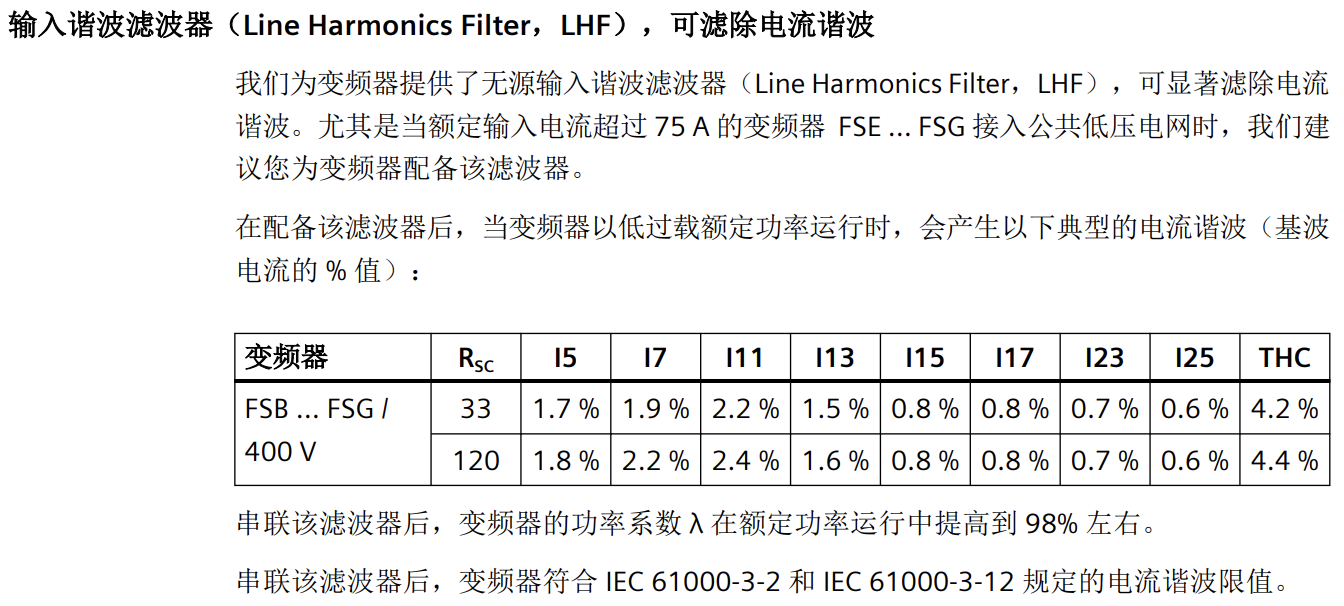 输入谐波滤波器（Line Harmonics Filter，LHF），可滤除电流谐波
我们为变频器提供了无源输入谐波滤波器（Line Harmonics Filter，LHF），可显著滤除电流
谐波。尤其是当额定输入电流超过 75 A 的变频器 FSE ... FSG 接入公共低压电网时，我们建
议您为变频器配备该滤波器。
在配备该滤波器后，当变频器以低过载额定功率运行时，会产生以下典型的电流谐波（基波
电流的 % 值）：
变频器 RSC I5 I7 I11 I13 I15 I17 I23 I25 THC
FSB ... FSG / 33 1.7 % 1.9 % 2.2 % 1.5 % 0.8 % 0.8 % 0.7 % 0.6 % 4.2 %
400 V 120 1.8 % 2.2 % 2.4 % 1.6 % 0.8 % 0.8 % 0.7 % 0.6 % 4.4 %
串联该滤波器后，变频器的功率系数 λ 在额定功率运行中提高到 98% 左右。
串联该滤波器后，变频器符合 IEC 61000-3-2 和 IEC 61000-3-12 规定的电流谐波限值。